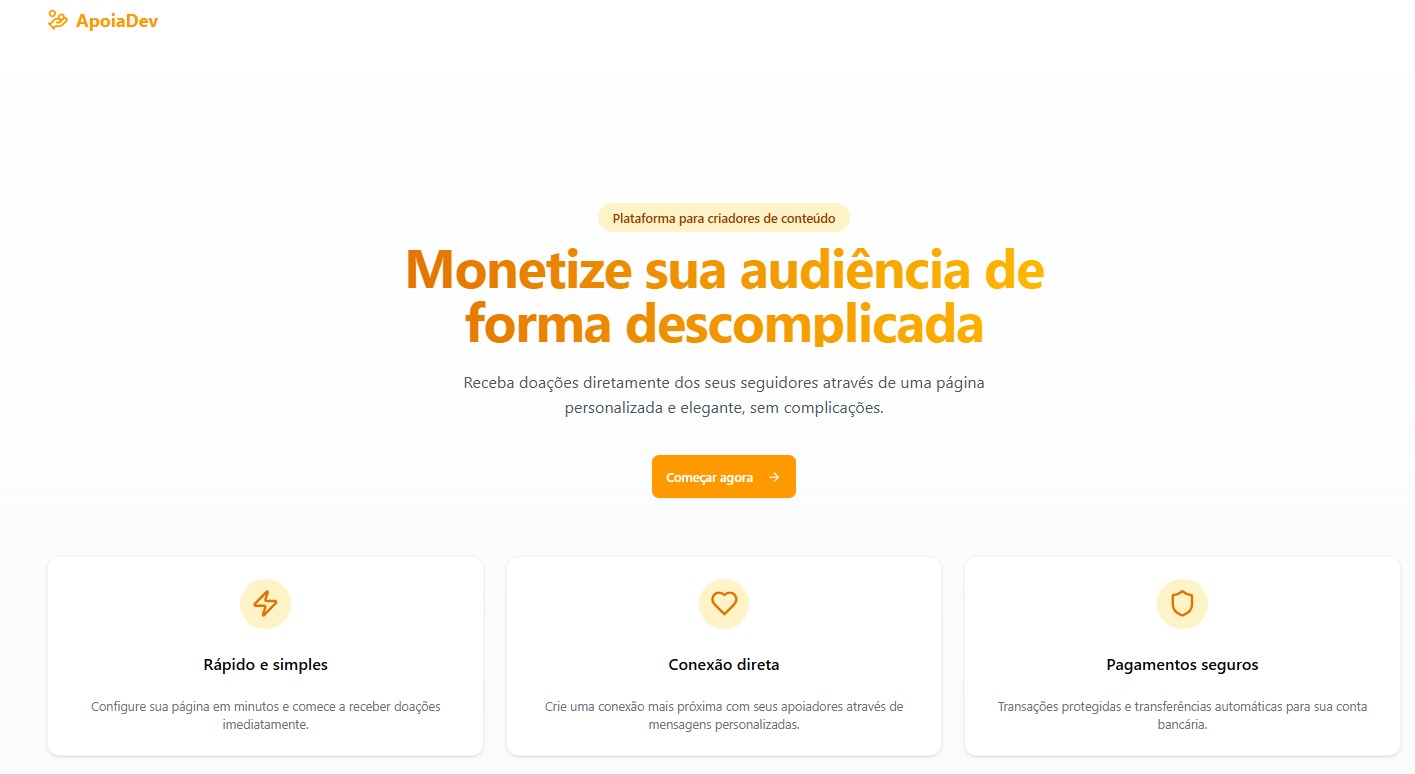 ApoiaDev
Plataforma para criadores de conteúdo
Monetize sua audiência de
forma descomplicada
Receba doações diretamente dos seus seguidores através de uma página
personalizada e elegante, sem complicações.
Começar agora
Rápido e simples
Configure sua página em minutos e comece a receber doações
imediatamente.
Conexão direta
Crie uma conexão mais próxima com seus apoiadores através de
mensagens personalizadas.
Pagamentos seguros
Transações protegidas e transferências automáticas para sua conta
bancária.